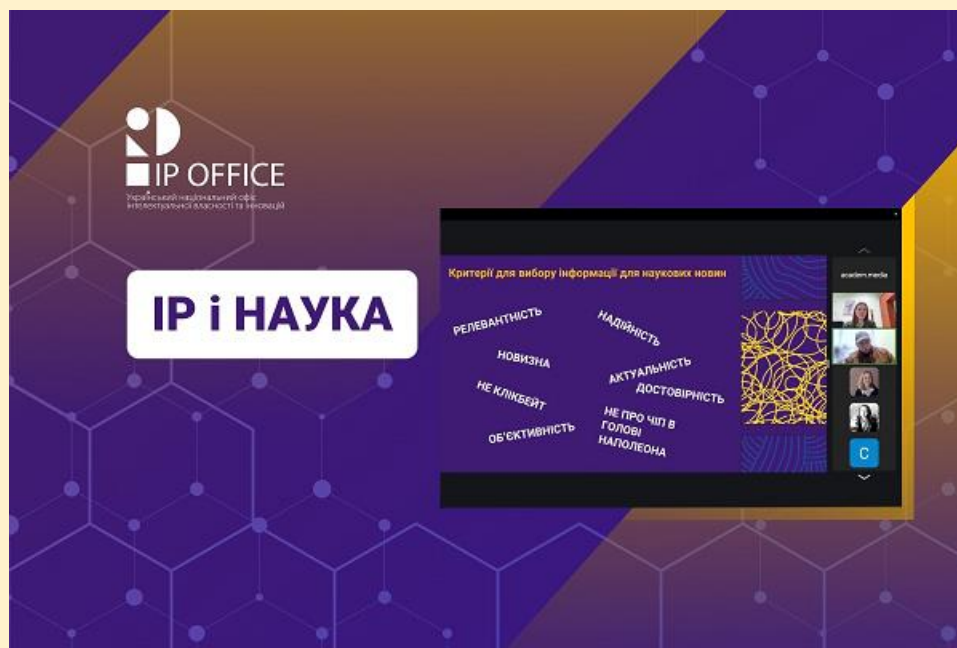 IP OFFICE
Український національний офіс
інтелектуальної власності та інновацій
ІР і НАУКА
Критерії для вибору інформації для наукових новин
РЕЛЕВАНТНІСТЬ
НАДІЙНІСТЬ
НОВИЗНА
АКТУАЛЬНІСТЬ
НЕ КЛІКБЕЙТ
ДОСТОВІРНІСТЬ
ОБ'ЄКТИВНІСТЬ
НЕ ПРО ЧІП В
ГОЛОВІ
НАПОЛЕОНА
academ.media
C